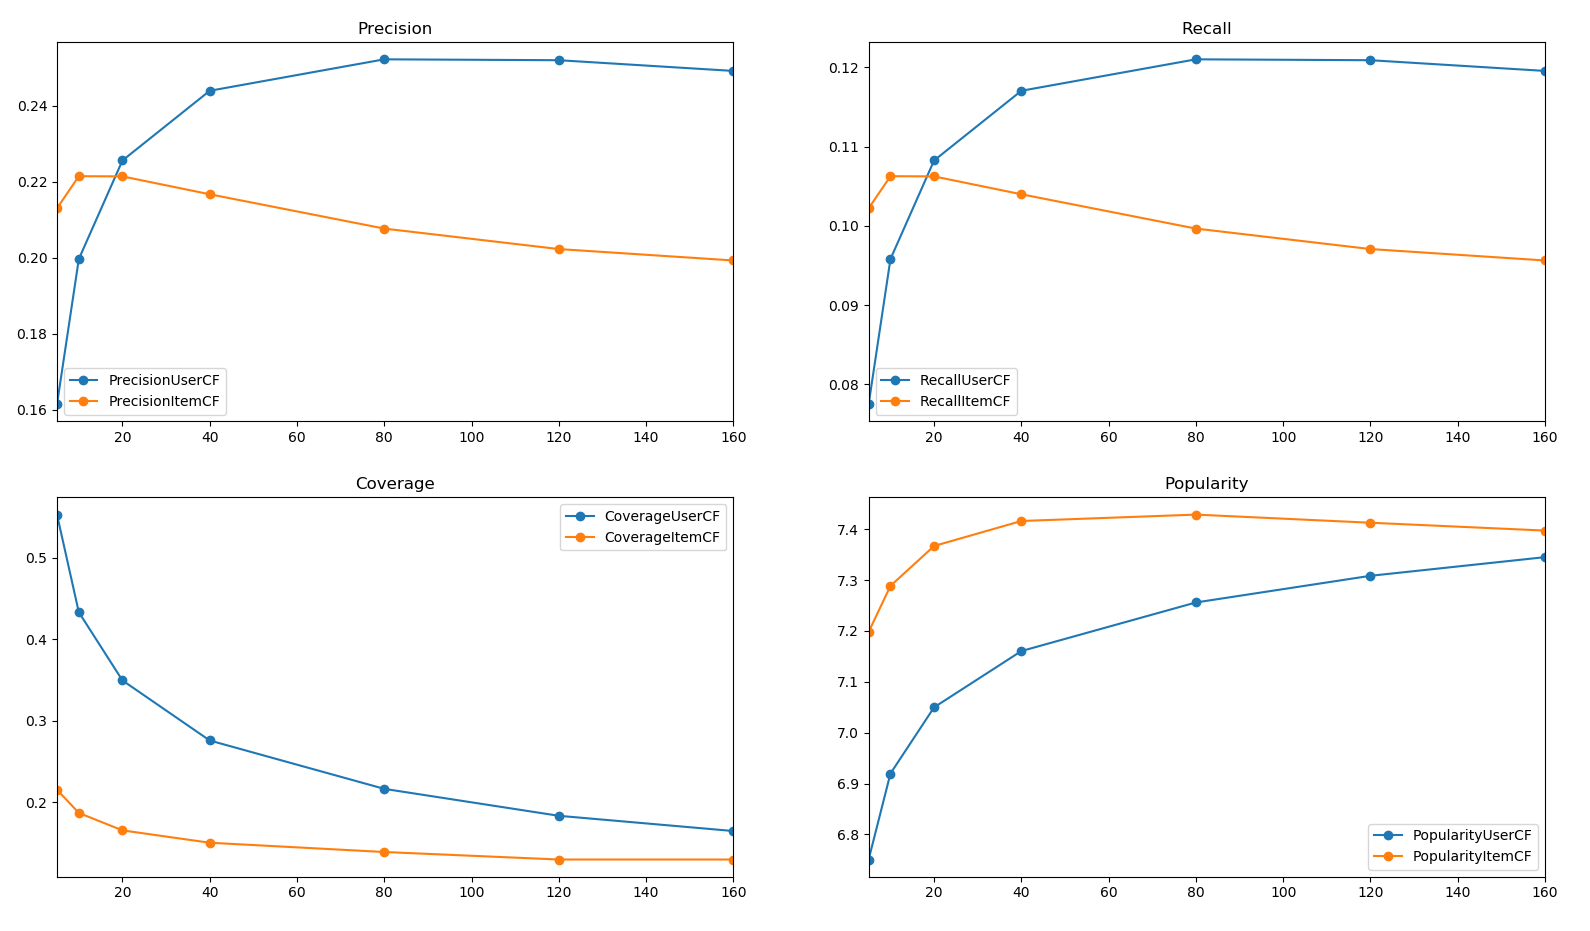 Precision
0.24
0.22
0.20
0.18
0.16
PrecisionUserCF
PrecisionItemCF
20 40 60 80 100 120 140 160
Recall
0.12
0.11
0.10
0.09
0.08
RecallUserCF
RecallItemCF
20 40 60 80 100 120 140 160
Coverage
CoverageUserCF
CoverageItemCF
0.5
0.4
0.3
0.2
20 40 60 80 100 120 140 160
Popularity
7.4
7.3
7.2
7.1
7.0
6.9
6.8
PopularityUserCF
PopularityItemCF
20 40 60 80 100 120 140 160